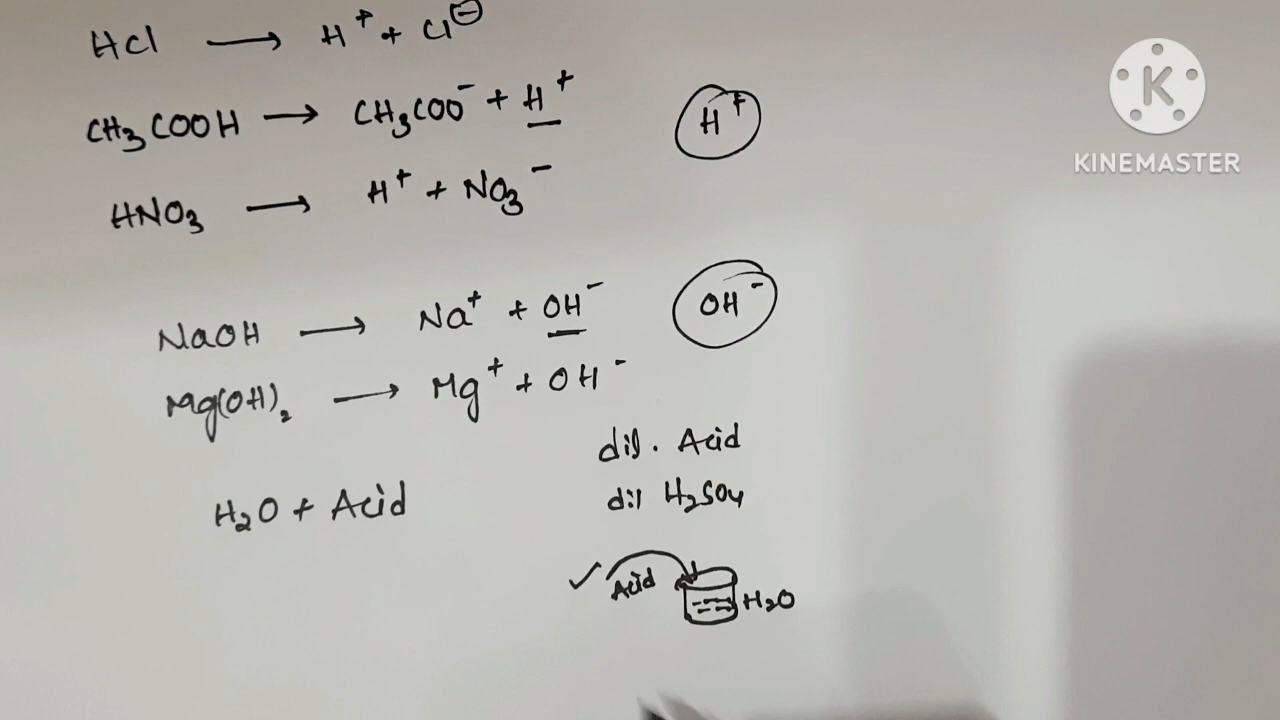 HCl → H⁺ + Cl⊖
CH₃COOH → CH₃COO⁻ + H⁺
H⁺
HNO₃ → H⁺ + NO₃⁻
NaOH → Na⁺ + OH⁻
OH⁻
Mg(OH)₂ → Mg⁺ + OH⁻
dil. Acid
H₂O + Acid
dil H₂SO₄
✓ Acid
H₂O
K
KINEMASTER